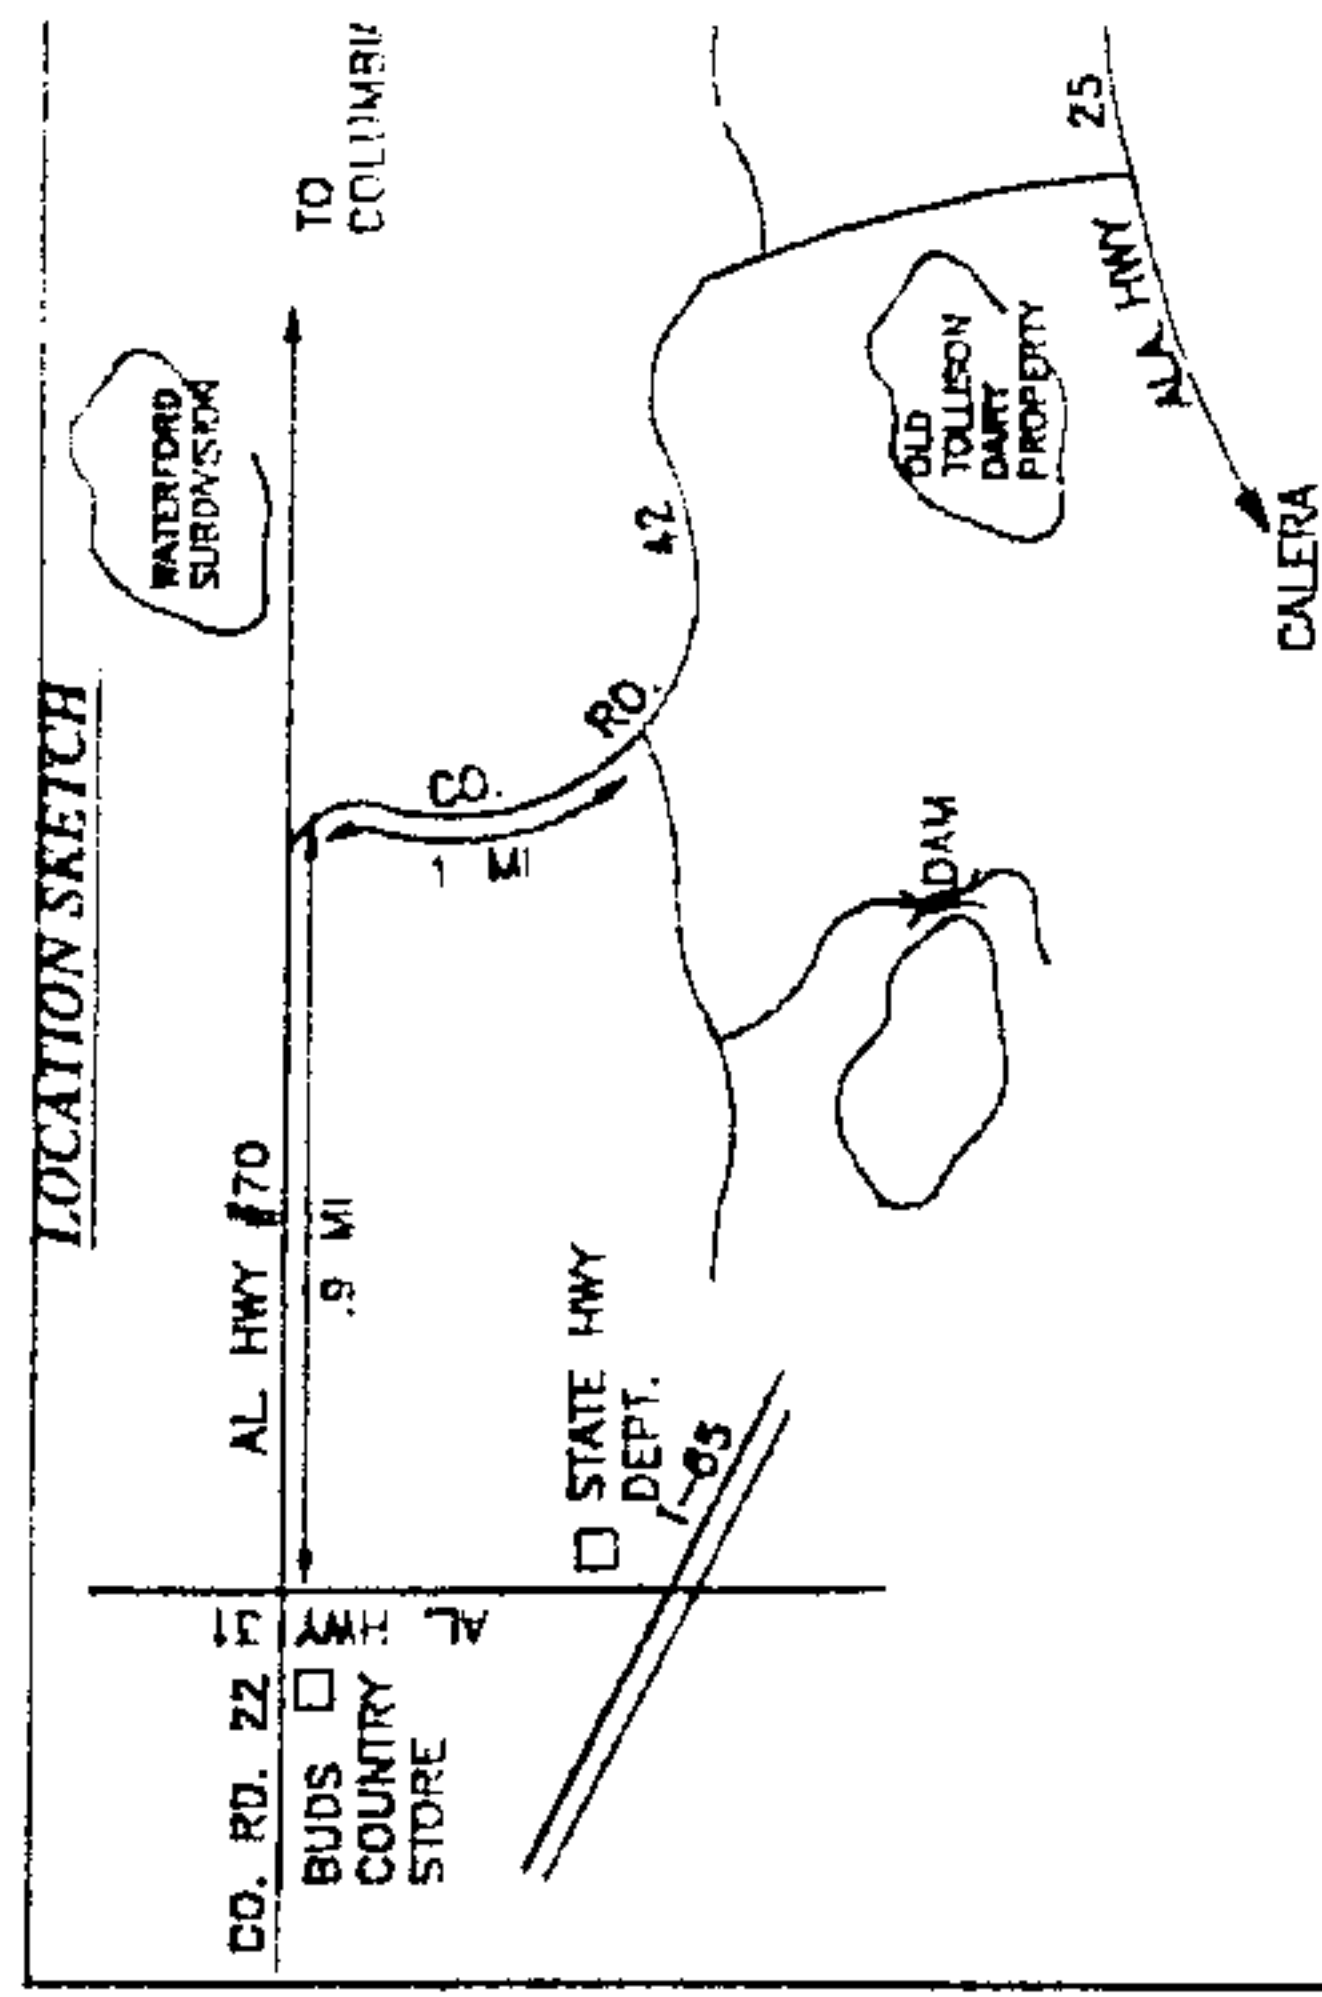 LOCATION SKETCH
CO. RD. 22
AL HWY #70
TO
WATERFORD
SUBDIVISION
AL HWY 31
BUDS
COUNTRY
STORE
.9 MI
1 MI
CO. RD. 42
STATE HWY
DEPT.
I-65
DAM
OLD
TOLLISON
DAIRY
PROPERTY
ALA HWY 25
CALERA